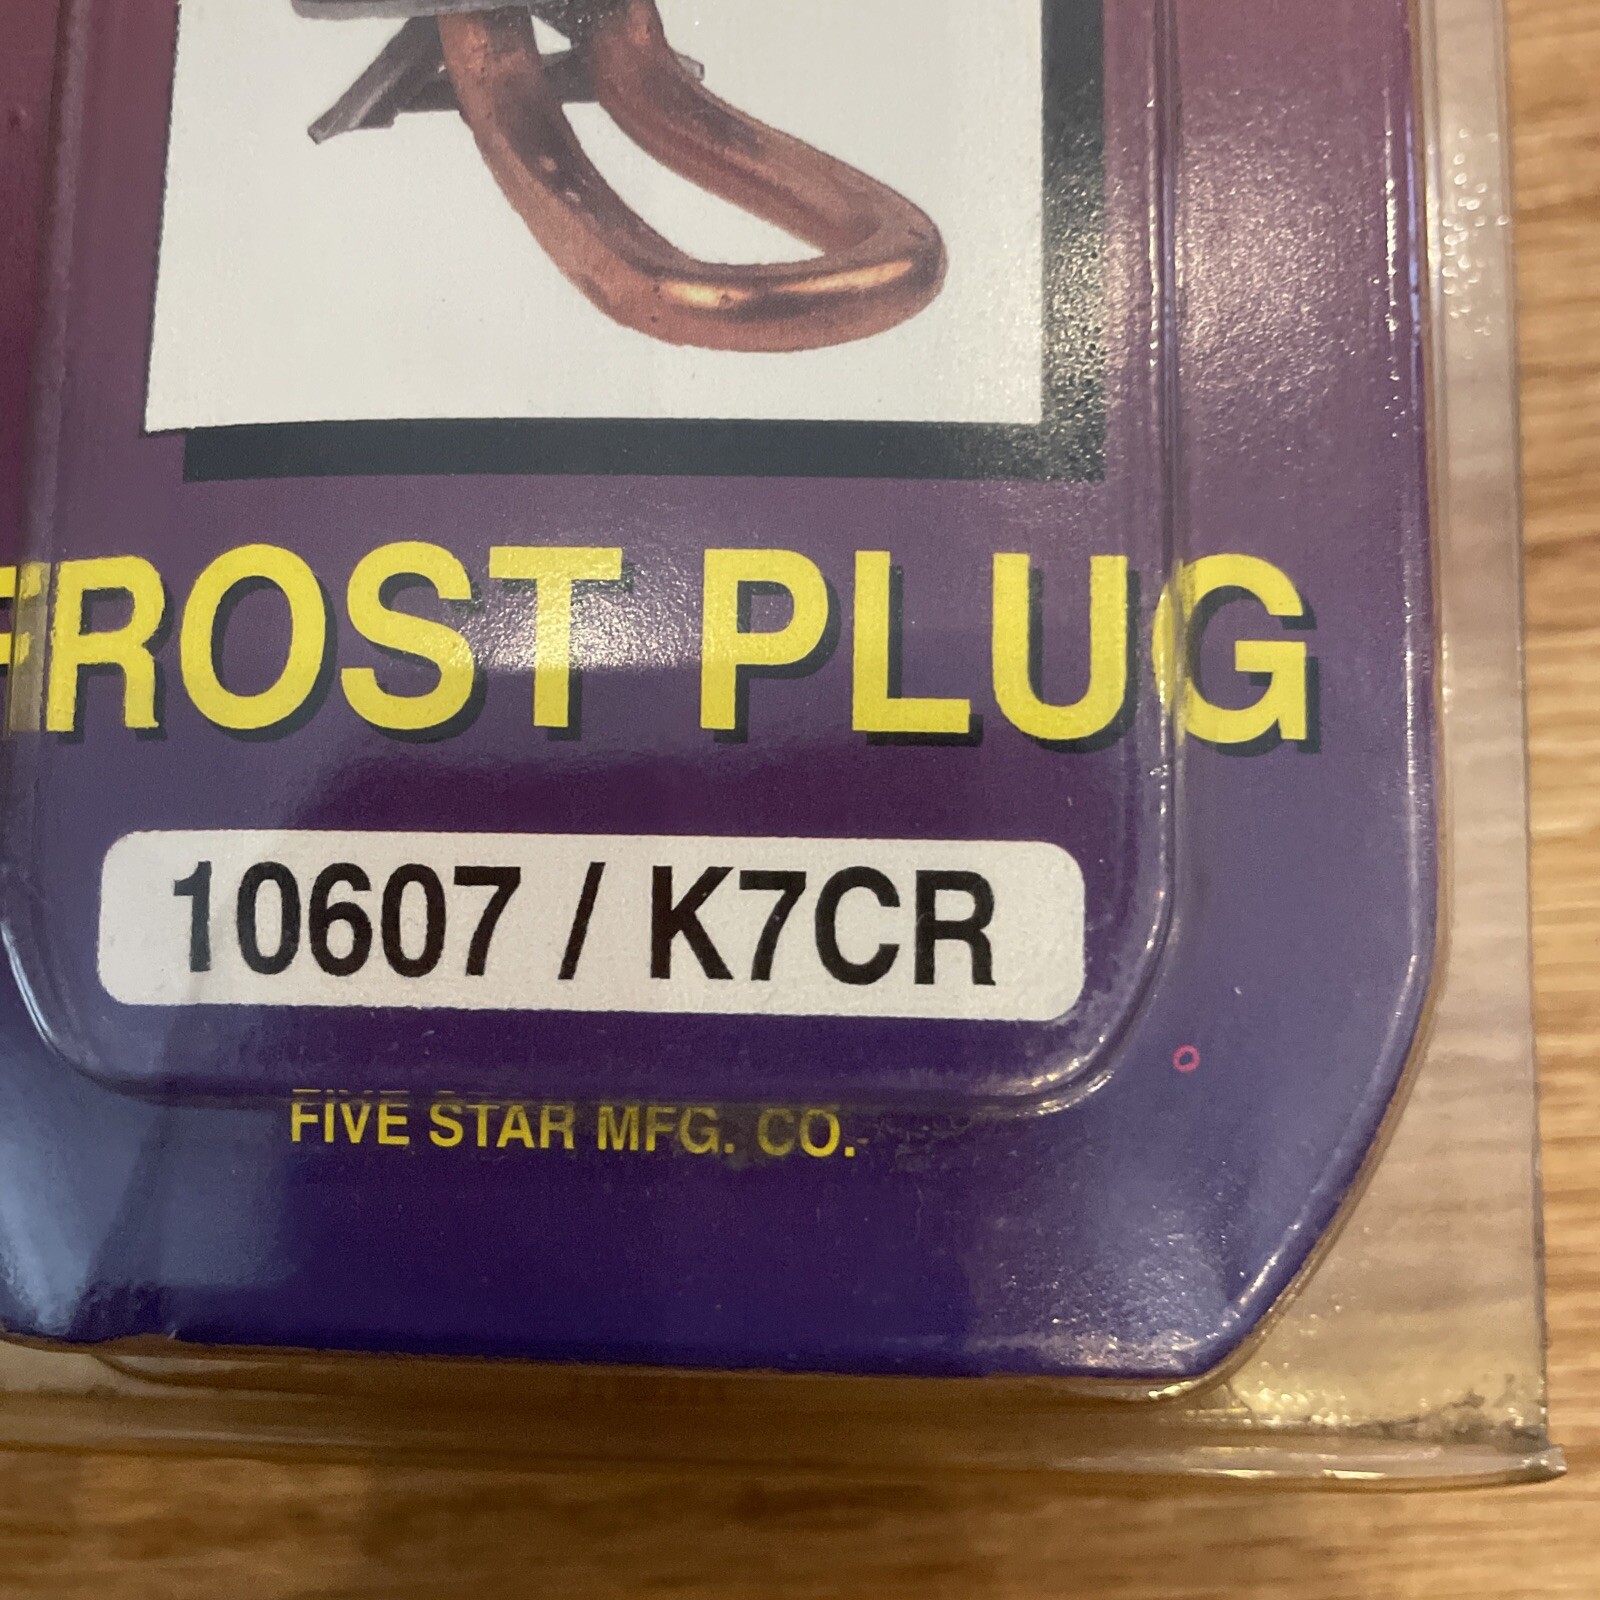 FROST PLUG
10607 / K7CR
FIVE STAR MFG. CO.